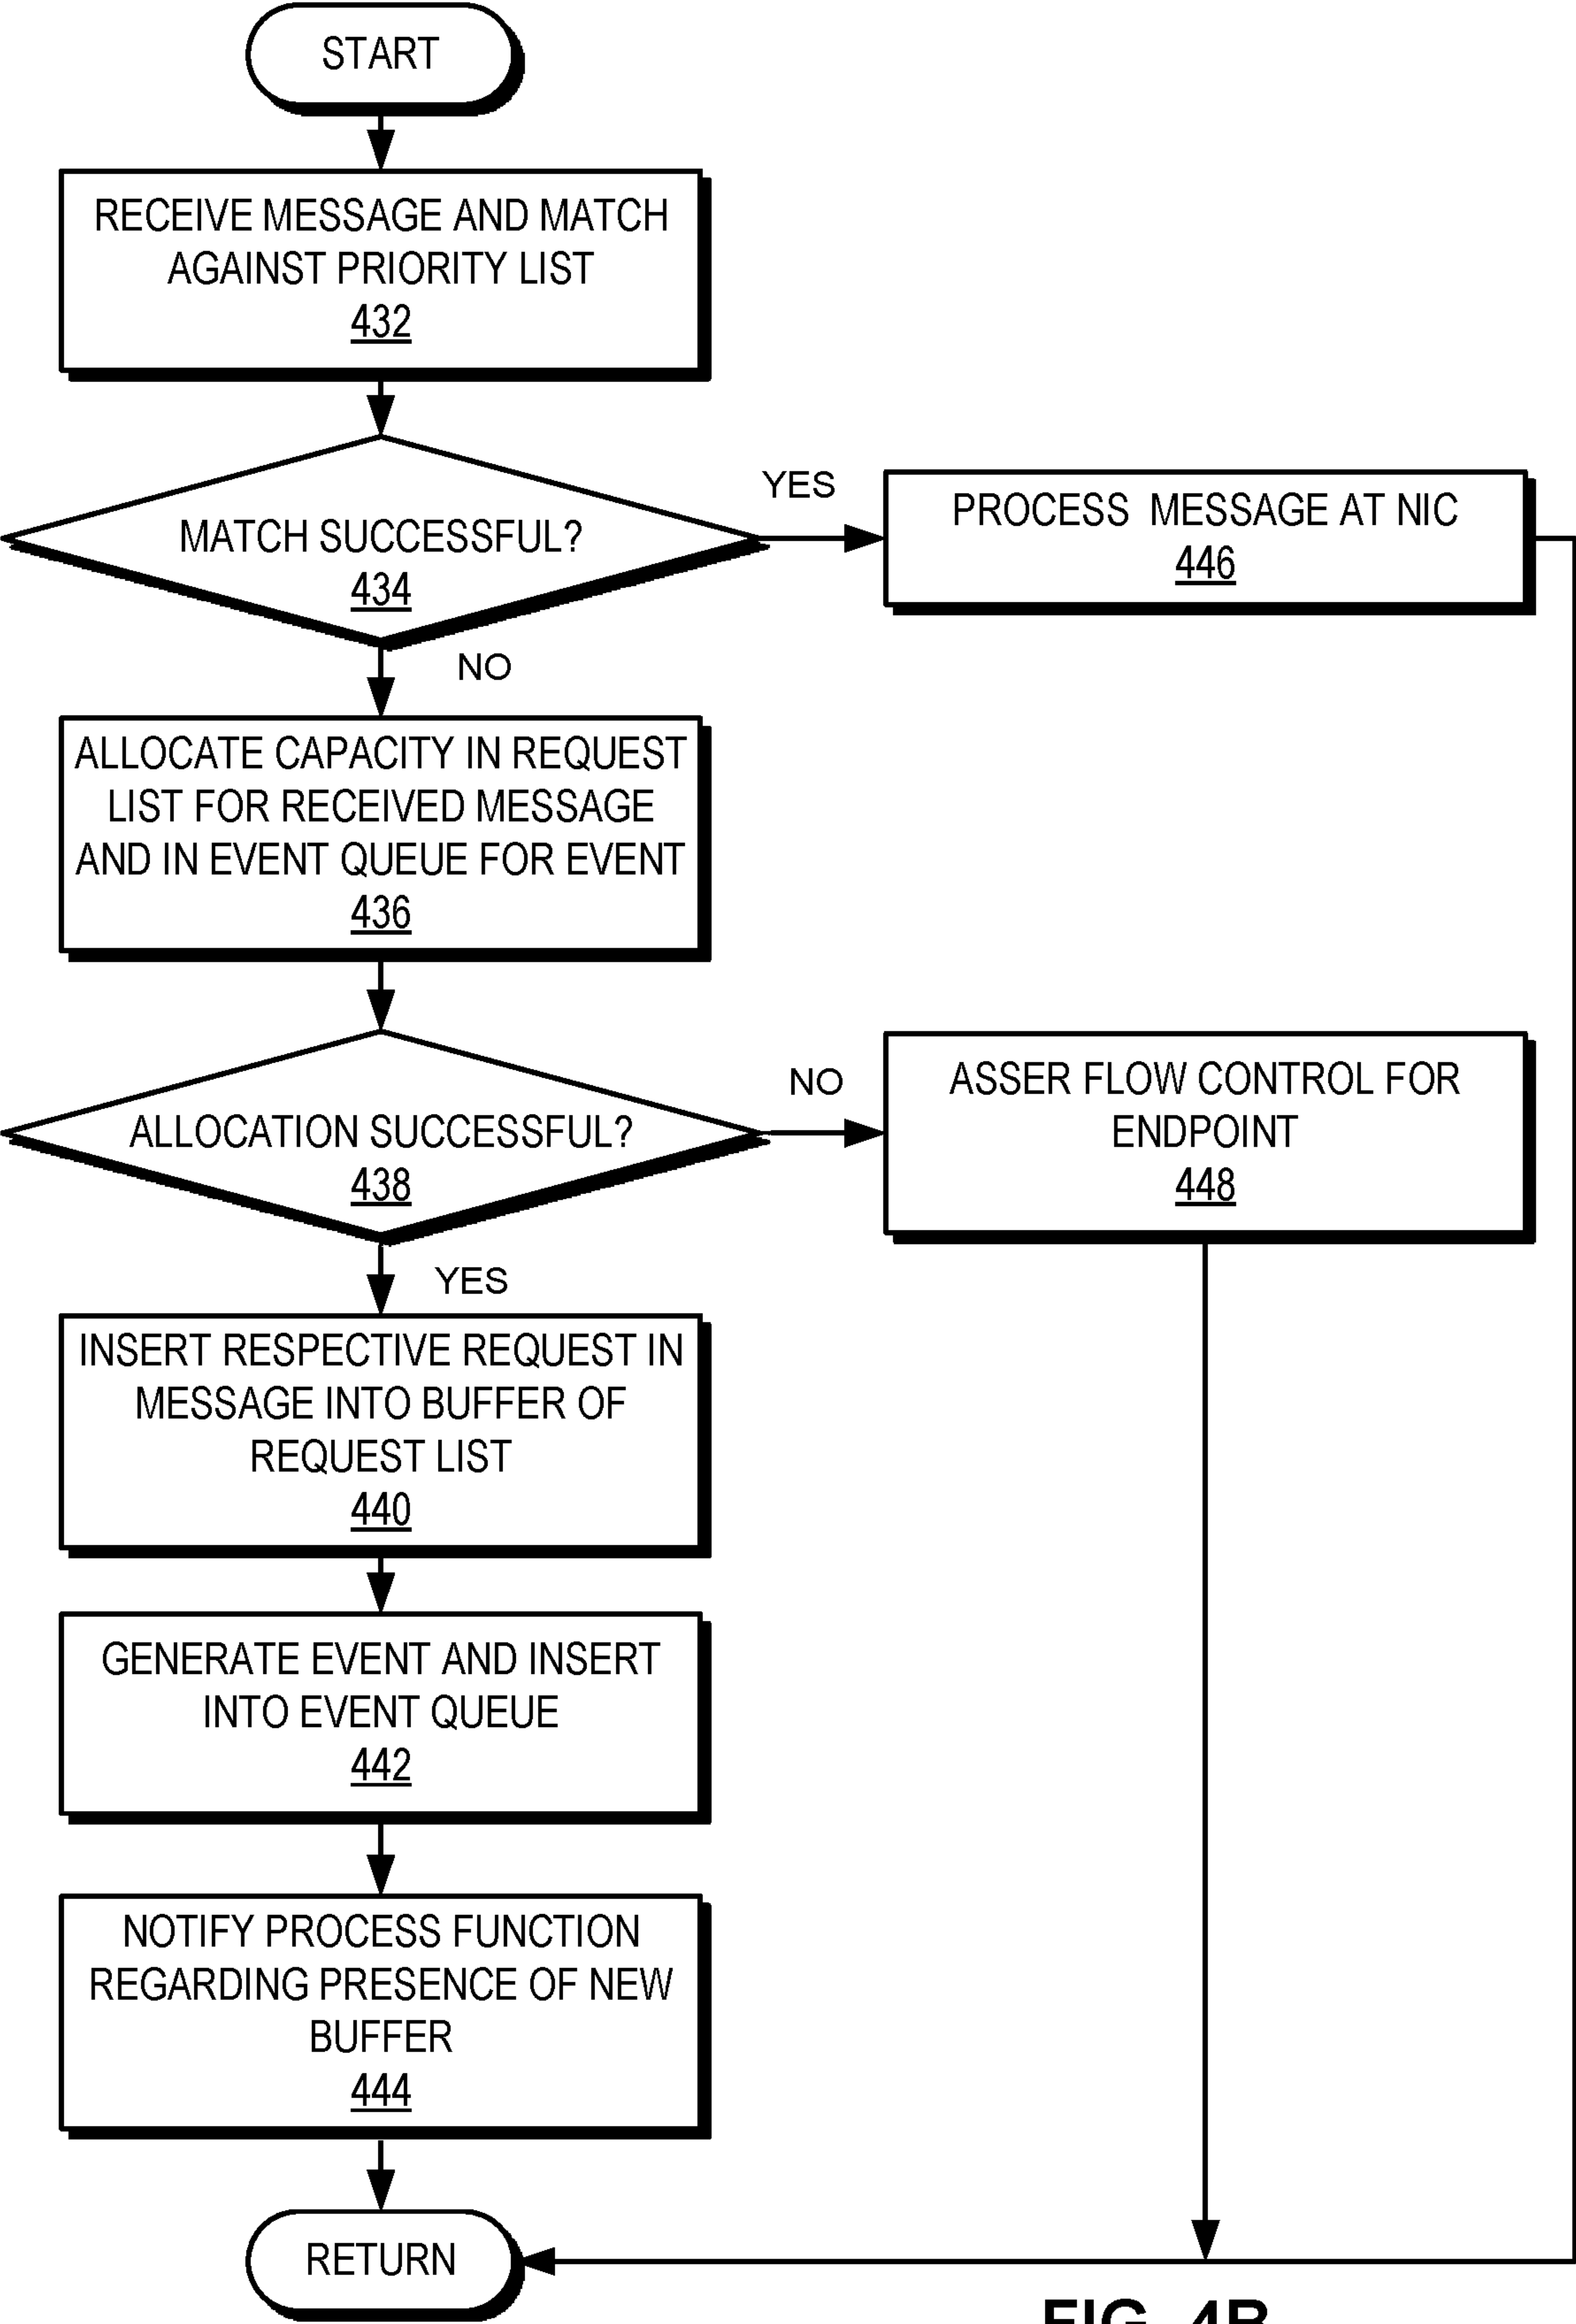 START
RECEIVE MESSAGE AND MATCH
AGAINST PRIORITY LIST
432
MATCH SUCCESSFUL?
434
YES
PROCESS MESSAGE AT NIC
446
NO
ALLOCATE CAPACITY IN REQUEST
LIST FOR RECEIVED MESSAGE
AND IN EVENT QUEUE FOR EVENT
436
ALLOCATION SUCCESSFUL?
438
NO
ASSER FLOW CONTROL FOR
ENDPOINT
448
YES
INSERT RESPECTIVE REQUEST IN
MESSAGE INTO BUFFER OF
REQUEST LIST
440
GENERATE EVENT AND INSERT
INTO EVENT QUEUE
442
NOTIFY PROCESS FUNCTION
REGARDING PRESENCE OF NEW
BUFFER
444
RETURN
FIG. 4B